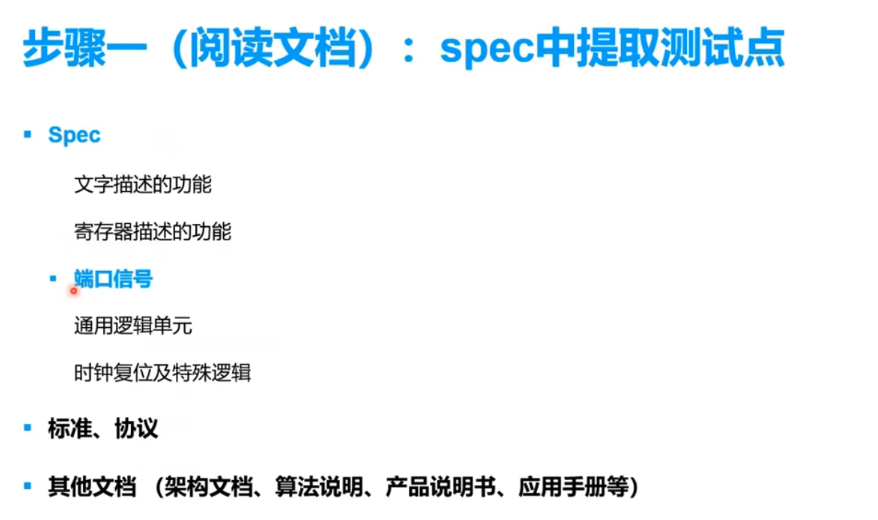 步骤一（阅读文档）：spec中提取测试点
Spec
文字描述的功能
寄存器描述的功能
端口信号
通用逻辑单元
时钟复位及特殊逻辑
标准、协议
其他文档 （架构文档、算法说明、产品说明书、应用手册等）